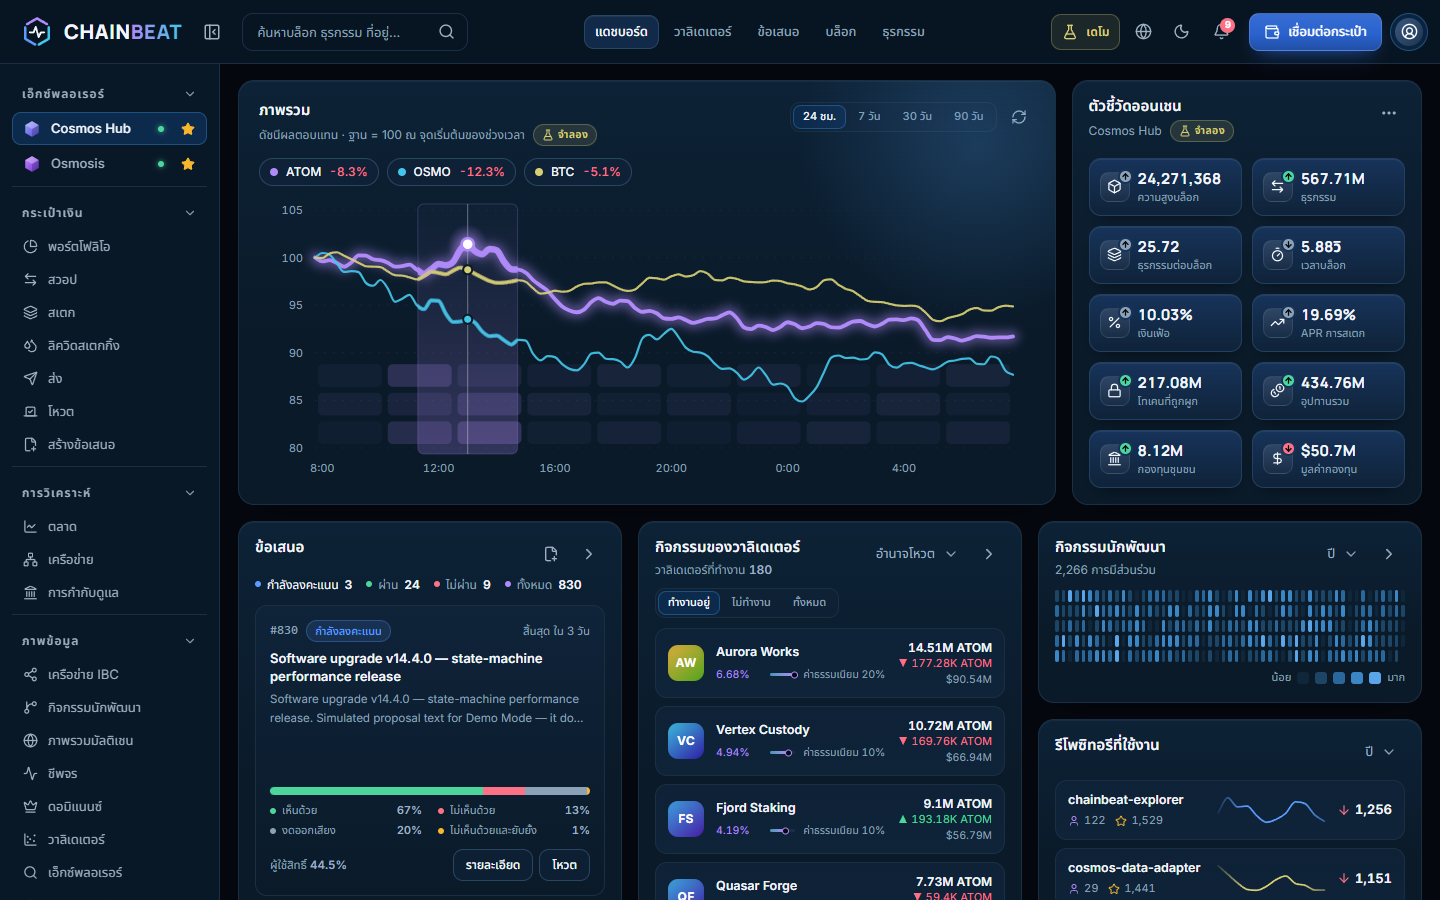 CHAINBEAT
ค้นหาบล็อก ธุรกรรม ที่อยู่...
แดชบอร์ด
วาลิเดเตอร์
ข้อเสนอ
บล็อก
ธุรกรรม
เดโม
9
เชื่อมต่อกระเป๋า
เอ็กซ์พลอเรอร์
Cosmos Hub
Osmosis
กระเป๋าเงิน
พอร์ตโฟลิโอ
สวอป
สเตก
ลิควิดสเตกกิ้ง
ส่ง
โหวต
สร้างข้อเสนอ
การวิเคราะห์
ตลาด
เครือข่าย
การกำกับดูแล
ภาพข้อมูล
เครือข่าย IBC
กิจกรรมนักพัฒนา
ภาพรวมมัลติเชน
ชีพจร
ดอมิแนนซ์
วาลิเดเตอร์
เอ็กซ์พลอเรอร์
ภาพรวม
ดัชนีผลตอบแทน · ฐาน = 100 ณ จุดเริ่มต้นของช่วงเวลา
จำลอง
24 ชม.
7 วัน
30 วัน
90 วัน
ATOM -8.3%
OSMO -12.3%
BTC -5.1%
105
100
95
90
85
80
8:00
12:00
16:00
20:00
0:00
4:00
ตัวชี้วัดออนเชน
Cosmos Hub
จำลอง
24,271,368
ความสูงบล็อก
567.71M
ธุรกรรม
25.72
ธุรกรรมต่อบล็อก
5.88วิ
เวลาบล็อก
10.03%
เงินเฟ้อ
19.69%
APR การสเตก
217.08M
โทเคนที่ถูกผูก
434.76M
อุปทานรวม
8.12M
กองทุนชุมชน
$50.7M
มูลค่ากองทุน
ข้อเสนอ
กำลังลงคะแนน 3
ผ่าน 24
ไม่ผ่าน 9
ทั้งหมด 830
#830
กำลังลงคะแนน
สิ้นสุด ใน 3 วัน
Software upgrade v14.4.0 — state-machine
performance release
Software upgrade v14.4.0 — state-machine performance
release. Simulated proposal text for Demo Mode — it do...
เห็นด้วย 67%
ไม่เห็นด้วย 13%
งดออกเสียง 20%
ไม่เห็นด้วยและยับยั้ง 1%
ผู้ใช้สิทธิ์ 44.5%
รายละเอียด
โหวต
กิจกรรมของวาลิเดเตอร์
วาลิเดเตอร์ที่ทำงาน 180
อำนาจโหวต
ทำงานอยู่
ไม่ทำงาน
ทั้งหมด
AW
Aurora Works
6.68%
ค่าธรรมเนียม 20%
14.51M ATOM
▼ 177.28K ATOM
$90.54M
VC
Vertex Custody
4.94%
ค่าธรรมเนียม 10%
10.72M ATOM
▼ 169.76K ATOM
$66.94M
FS
Fjord Staking
4.19%
ค่าธรรมเนียม 10%
9.1M ATOM
▲ 193.18K ATOM
$56.79M
QF
Quasar Forge
7.73M ATOM
▼ 59.4K ATOM
กิจกรรมนักพัฒนา
2,266 การมีส่วนร่วม
ปี
น้อย
มาก
รีโพซิทอรีที่ใช้งาน
ปี
chainbeat-explorer
122
1,529
1,256
cosmos-data-adapter
29
1,441
1,151